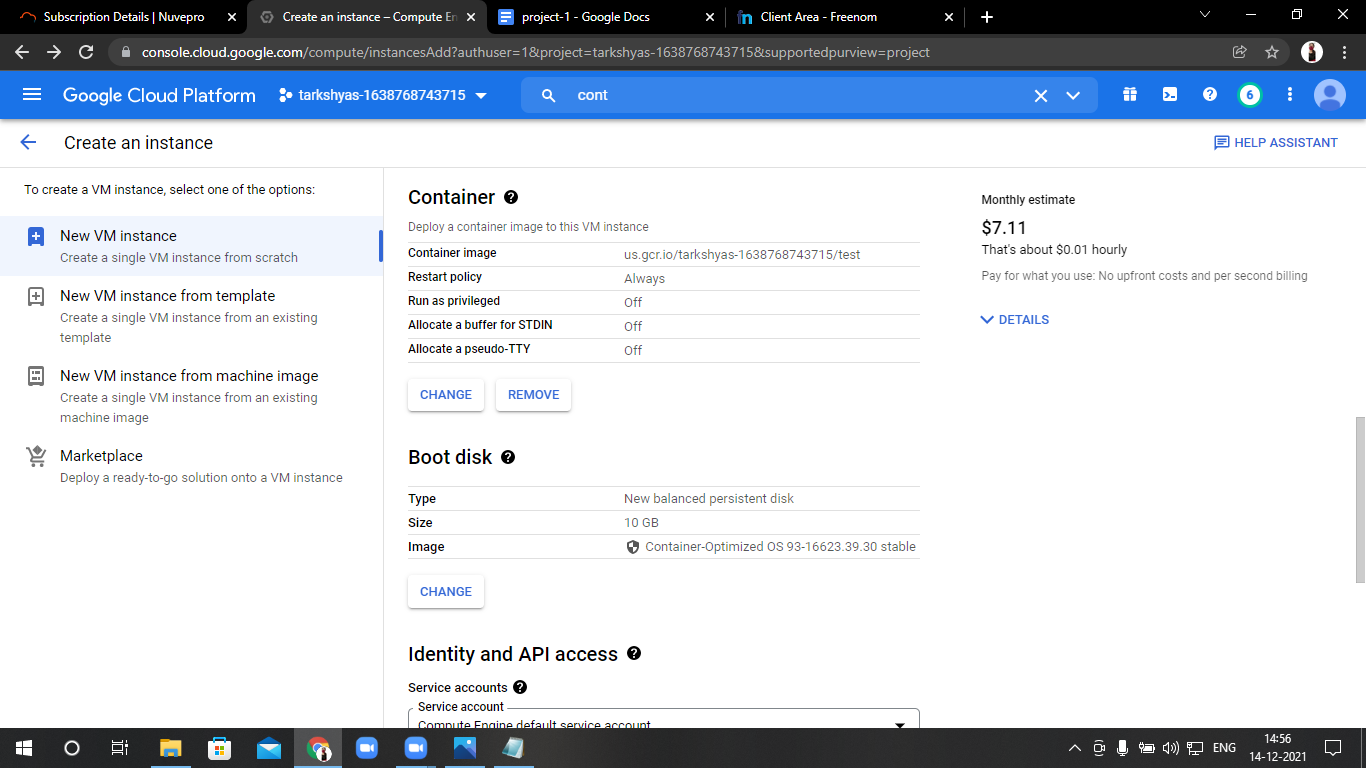 Subscription Details | Nuvepro
Create an instance – Compute En
project-1 - Google Docs
Client Area - Freenom
console.cloud.google.com/compute/instancesAdd?authuser=1&project=tarkshyas-1638768743715&supportedpurview=project
Google Cloud Platform
tarkshyas-1638768743715
cont
6
Create an instance
HELP ASSISTANT
To create a VM instance, select one of the options:
New VM instance
Create a single VM instance from scratch
New VM instance from template
Create a single VM instance from an existing
template
New VM instance from machine image
Create a single VM instance from an existing
machine image
Marketplace
Deploy a ready-to-go solution onto a VM instance
Container
Deploy a container image to this VM instance
Container image us.gcr.io/tarkshyas-1638768743715/test
Restart policy Always
Run as privileged Off
Allocate a buffer for STDIN Off
Allocate a pseudo-TTY Off
CHANGE REMOVE
Boot disk
Type New balanced persistent disk
Size 10 GB
Image Container-Optimized OS 93-16623.39.30 stable
CHANGE
Identity and API access
Service accounts
Service account
Compute Engine default service account
Monthly estimate
$7.11
That's about $0.01 hourly
Pay for what you use: No upfront costs and per second billing
DETAILS
ENG
14:56
14-12-2021